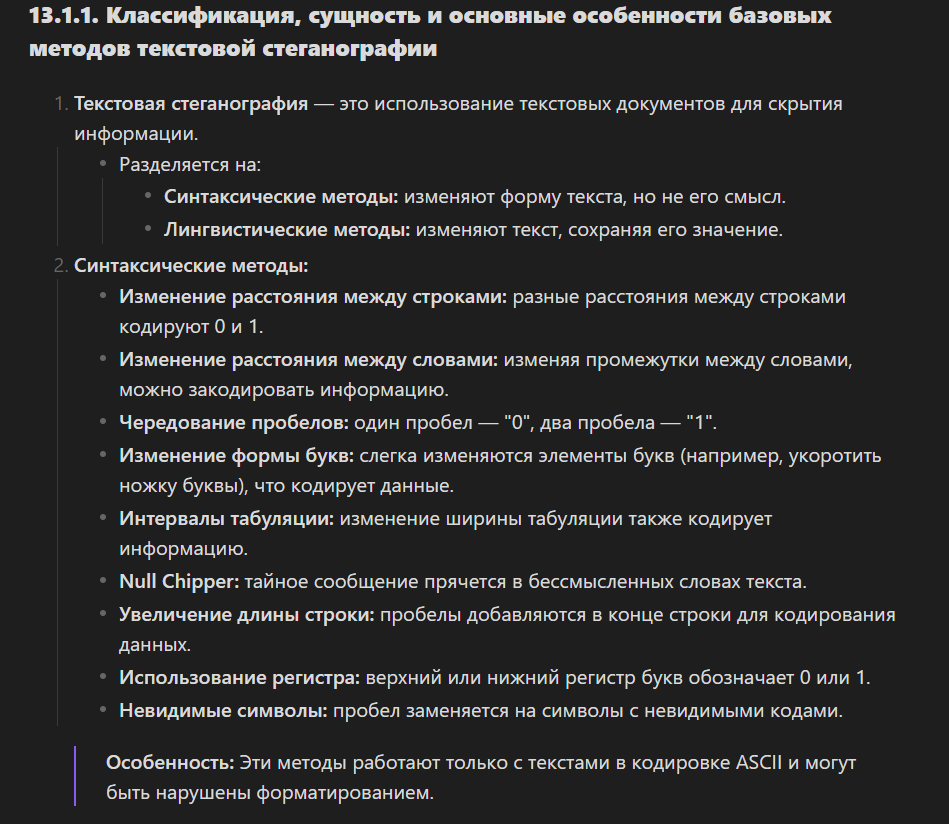 13.1.1. Классификация, сущность и основные особенности базовых
методов текстовой стеганографии
1. Текстовая стеганография — это использование текстовых документов для скрытия
информации.
• Разделяется на:
• Синтаксические методы: изменяют форму текста, но не его смысл.
• Лингвистические методы: изменяют текст, сохраняя его значение.
2. Синтаксические методы:
• Изменение расстояния между строками: разные расстояния между строками
кодируют 0 и 1.
• Изменение расстояния между словами: изменяя промежутки между словами,
можно закодировать информацию.
• Чередование пробелов: один пробел — "0", два пробела — "1".
• Изменение формы букв: слегка изменяются элементы букв (например, укоротить
ножку буквы), что кодирует данные.
• Интервалы табуляции: изменение ширины табуляции также кодирует
информацию.
• Null Chipper: тайное сообщение прячется в бессмысленных словах текста.
• Увеличение длины строки: пробелы добавляются в конце строки для кодирования
данных.
• Использование регистра: верхний или нижний регистр букв обозначает 0 или 1.
• Невидимые символы: пробел заменяется на символы с невидимыми кодами.
Особенность: Эти методы работают только с текстами в кодировке ASCII и могут
быть нарушены форматированием.